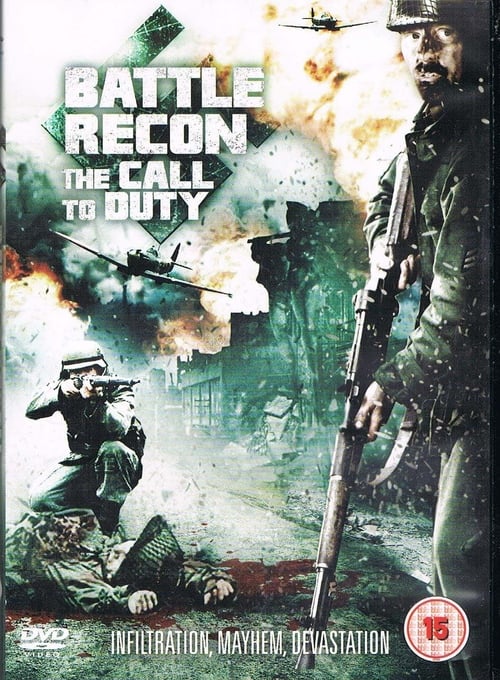 BATTLE
RECON
THE CALL
TO DUTY
INFILTRATION, MAYHEM, DEVASTATION
DVD
VIDEO
15